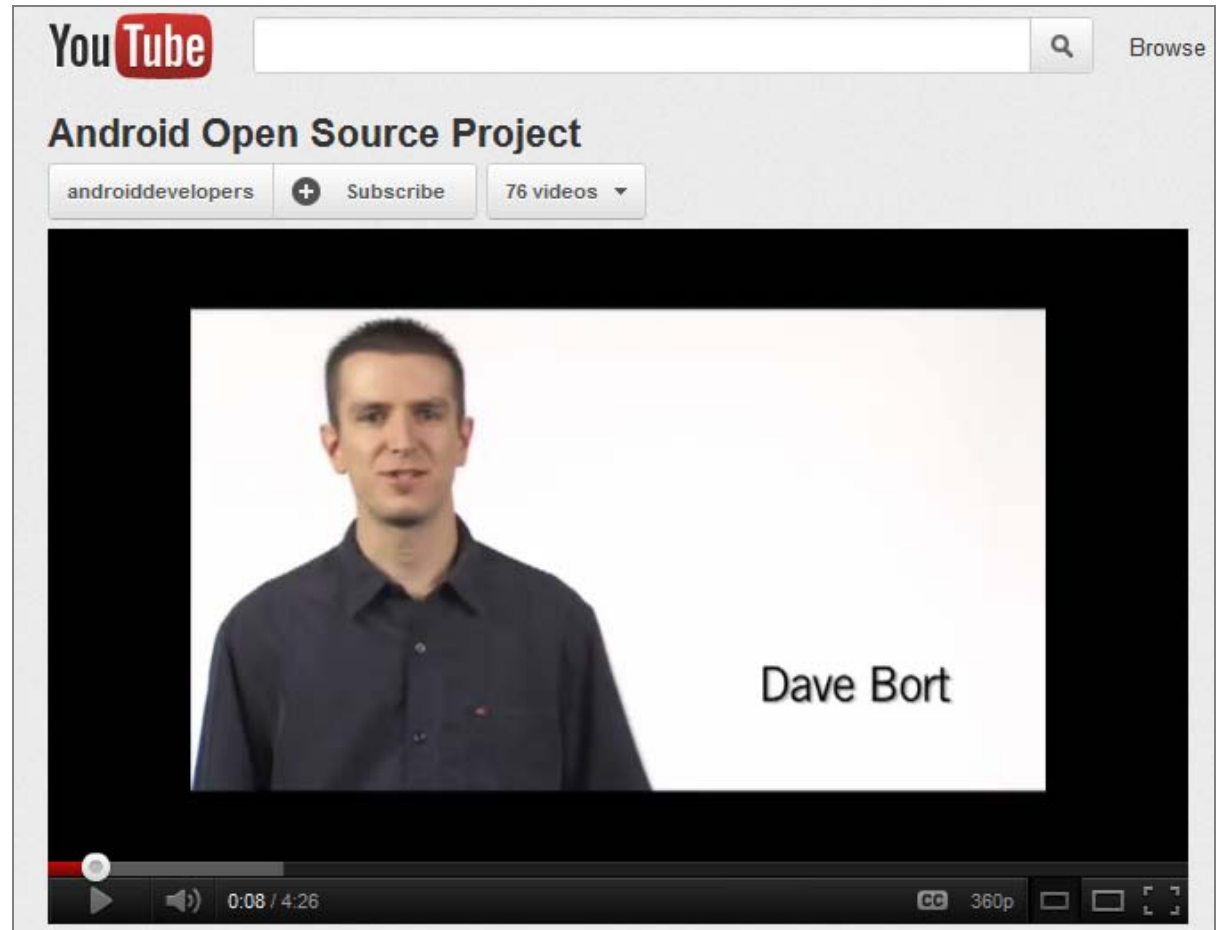 YouTube
Browse
Android Open Source Project
androiddevelopers Subscribe 76 videos
Dave Bort
0:08 / 4:26 CC 360p